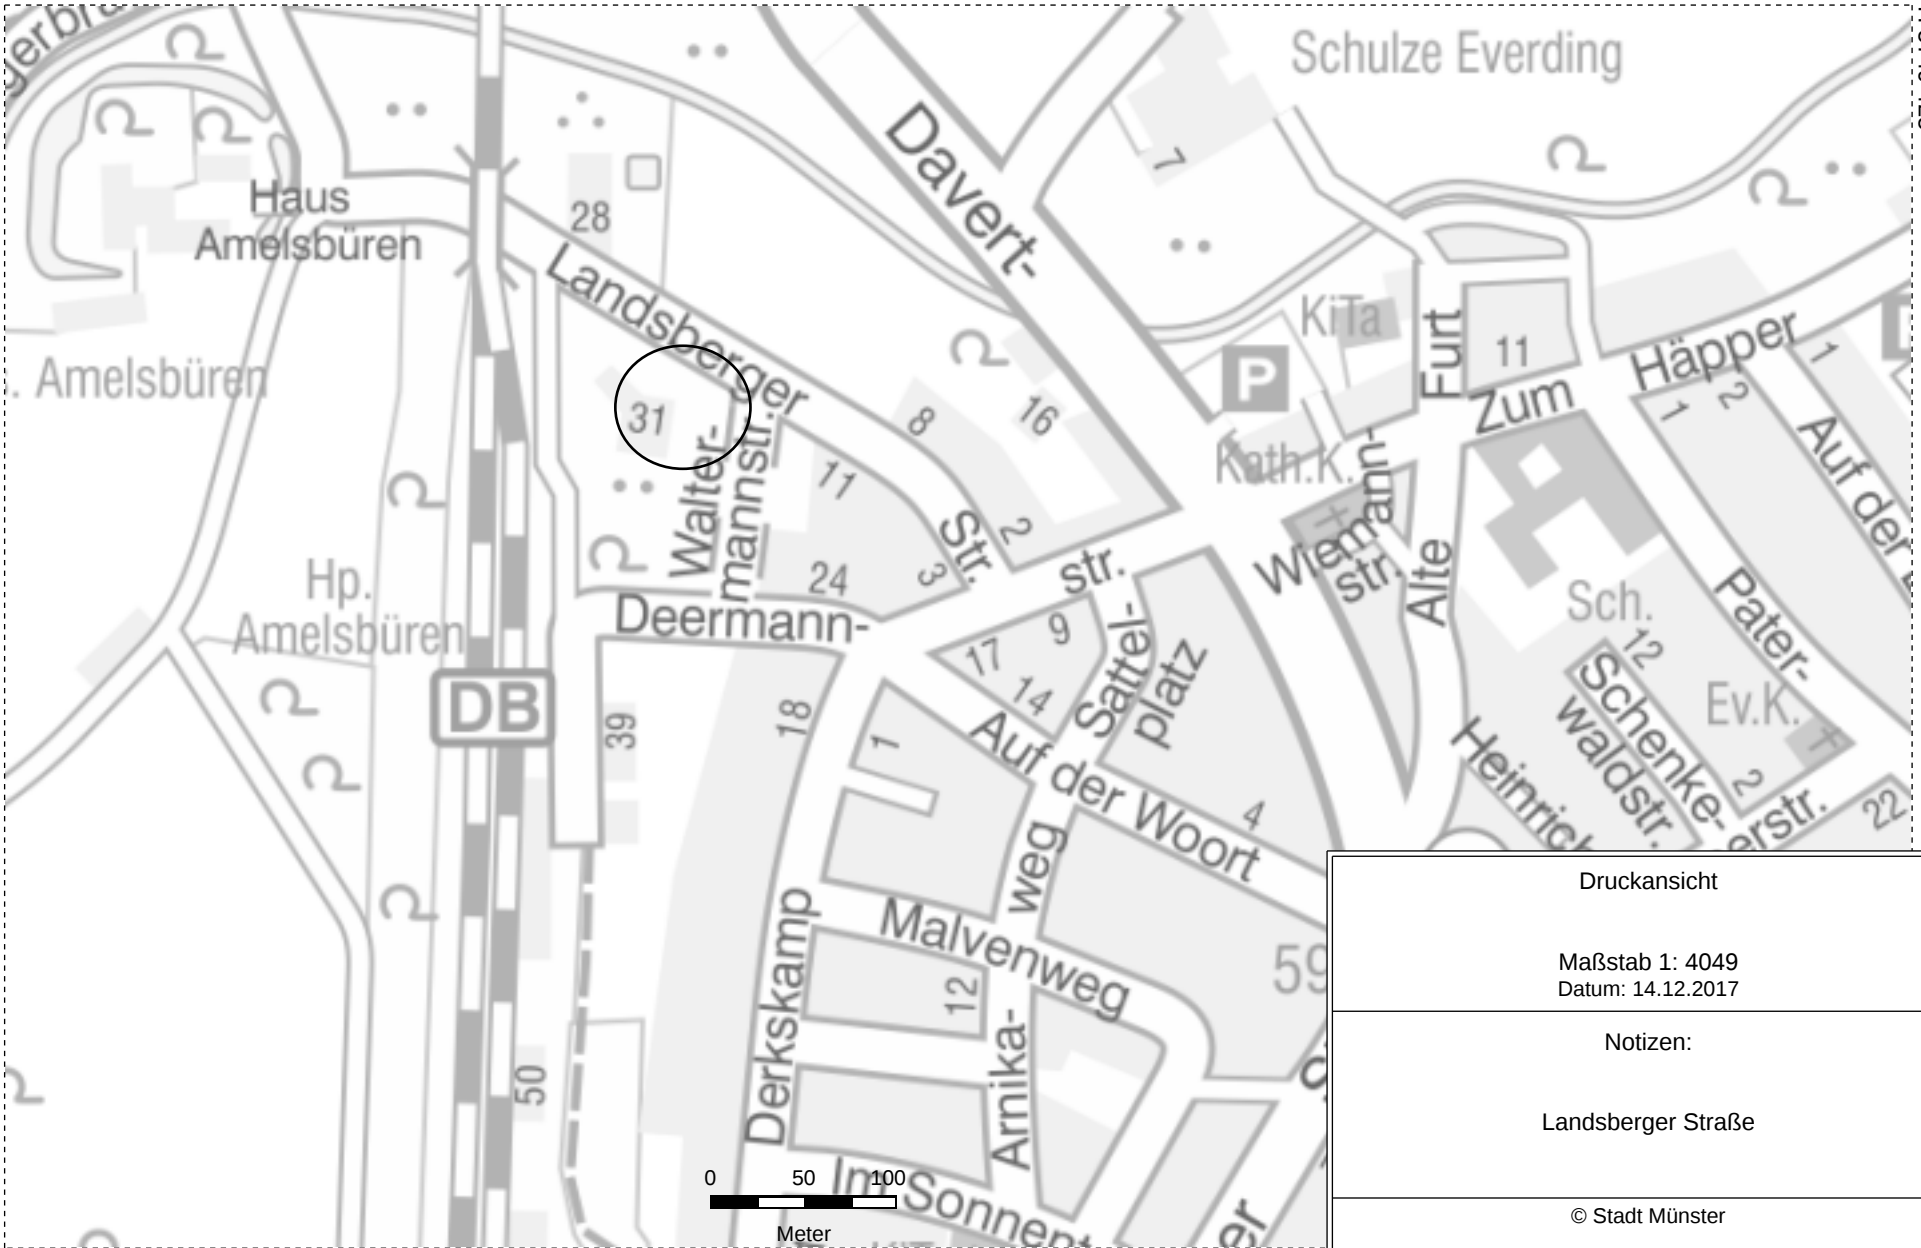 Schulze Everding
Davert-
7
Haus
Amelsbüren
28
Landsberger
KiTa
Furt
11
Häpper
1
P
. Amelsbüren
31
8
16
Zum
1
2
Auf der
Kath.K.
Walter-
mannstr.
11
Str.
2
str.
Wiemann-
str.
Alte
Hp.
Amelsbüren
24
3
Deermann-
Sch.
Pater-
9
17
14
Sattel-
platz
12
Schenke-
waldstr.
Ev.K.
DB
39
18
1
Auf der Woort
Heinrich
2
22
erstr.
4
weg
Malvenweg
Derkskamp
12
59
Arnika-
50
Im Sonnent
er
0 50 100
Meter
Druckansicht
Maßstab 1: 4049
Datum: 14.12.2017
Notizen:
Landsberger Straße
© Stadt Münster